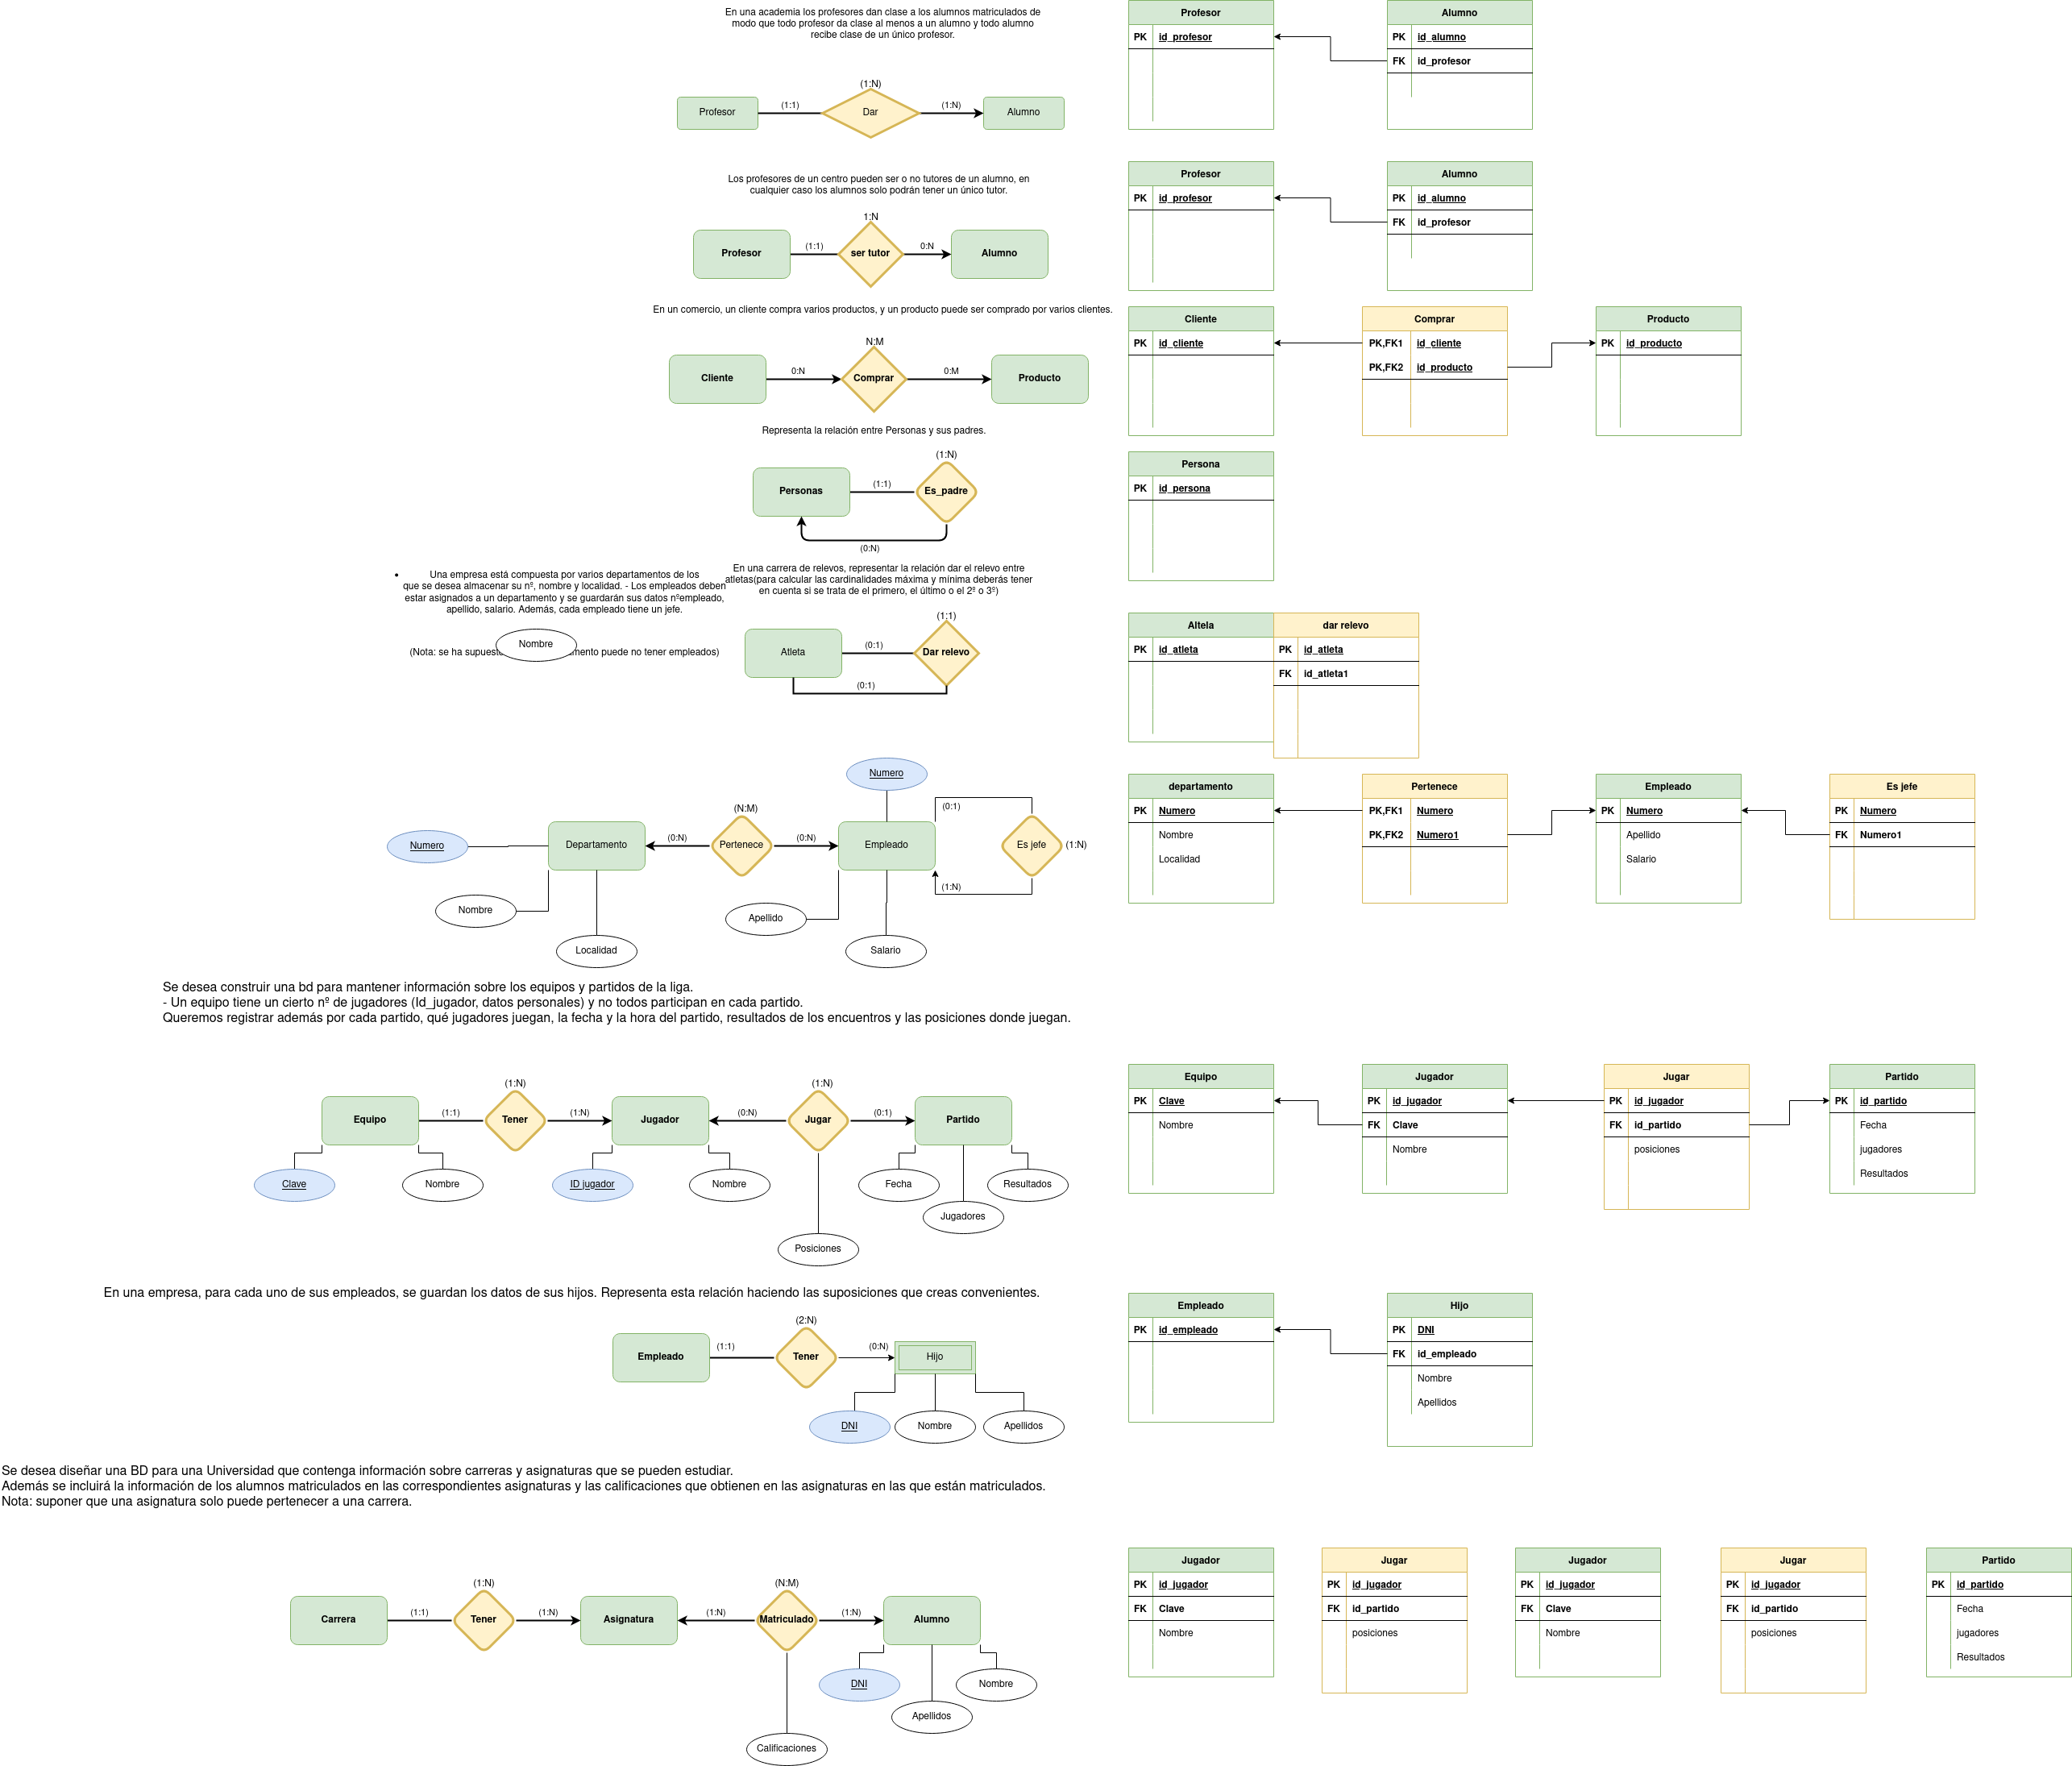 En una academia los profesores dan clase a los alumnos matriculados de
modo que todo profesor da clase al menos a un alumno y todo alumno
recibe clase de un único profesor.
(1:N)
Profesor
(1:1)
Dar
(1:N)
Alumno
Profesor
PK id_profesor
Alumno
PK id_alumno
FK id_profesor
Los profesores de un centro pueden ser o no tutores de un alumno, en
cualquier caso los alumnos solo podrán tener un único tutor.
1:N
Profesor
(1:1)
ser tutor
0:N
Alumno
Profesor
PK id_profesor
Alumno
PK id_alumno
FK id_profesor
En un comercio, un cliente compra varios productos, y un producto puede ser comprado por varios clientes.
N:M
Cliente
0:N
Comprar
0:M
Producto
Cliente
PK id_cliente
Comprar
PK,FK1 id_cliente
PK,FK2 id_producto
Producto
PK id_producto
Representa la relación entre Personas y sus padres.
(1:N)
Personas
(1:1)
Es_padre
(0:N)
Persona
PK id_persona
• Una empresa está compuesta por varios departamentos de los
que se desea almacenar su nº, nombre y localidad. - Los empleados deben
estar asignados a un departamento y se guardarán sus datos nºempleado,
apellido, salario. Además, cada empleado tiene un jefe.
(Nota: se ha supuest
mento puede no tener empleados)
Nombre
En una carrera de relevos, representar la relación dar el relevo entre
atletas(para calcular las cardinalidades máxima y mínima deberás tener
en cuenta si se trata de el primero, el último o el 2º o 3º)
(1:1)
Atleta
(0:1)
Dar relevo
(0:1)
Altela
PK id_atleta
dar relevo
PK id_atleta
FK id_atleta1
Numero
(N:M)
(0:1)
Numero
Departamento
(0:N)
Pertenece
(0:N)
Empleado
Es jefe
(1:N)
(1:N)
Nombre
Apellido
Localidad
Salario
departamento
PK Numero
Nombre
Localidad
Pertenece
PK,FK1 Numero
PK,FK2 Numero1
Empleado
PK Numero
Apellido
Salario
Es jefe
PK Numero
FK Numero1
Se desea construir una bd para mantener información sobre los equipos y partidos de la liga.
- Un equipo tiene un cierto nº de jugadores (Id_jugador, datos personales) y no todos participan en cada partido.
Queremos registrar además por cada partido, qué jugadores juegan, la fecha y la hora del partido, resultados de los encuentros y las posiciones donde juegan.
(1:N)
(1:N)
Equipo
(1:1)
Tener
(1:N)
Jugador
(0:N)
Jugar
(0:1)
Partido
Clave
Nombre
ID jugador
Nombre
Fecha
Resultados
Jugadores
Posiciones
Equipo
PK Clave
Nombre
Jugador
PK id_jugador
FK Clave
Nombre
Jugar
PK id_jugador
FK id_partido
posiciones
Partido
PK id_partido
Fecha
jugadores
Resultados
En una empresa, para cada uno de sus empleados, se guardan los datos de sus hijos. Representa esta relación haciendo las suposiciones que creas convenientes.
(2:N)
Empleado
(1:1)
Tener
(0:N)
Hijo
DNI
Nombre
Apellidos
Empleado
PK id_empleado
Hijo
PK DNI
FK id_empleado
Nombre
Apellidos
Se desea diseñar una BD para una Universidad que contenga información sobre carreras y asignaturas que se pueden estudiar.
Además se incluirá la información de los alumnos matriculados en las correspondientes asignaturas y las calificaciones que obtienen en las asignaturas en las que están matriculados.
Nota: suponer que una asignatura solo puede pertenecer a una carrera.
(1:N)
(N:M)
Carrera
(1:1)
Tener
(1:N)
Asignatura
(1:N)
Matriculado
(1:N)
Alumno
DNI
Nombre
Apellidos
Calificaciones
Jugador
PK id_jugador
FK Clave
Nombre
Jugar
PK id_jugador
FK id_partido
posiciones
Jugador
PK id_jugador
FK Clave
Nombre
Jugar
PK id_jugador
FK id_partido
posiciones
Partido
PK id_partido
Fecha
jugadores
Resultados